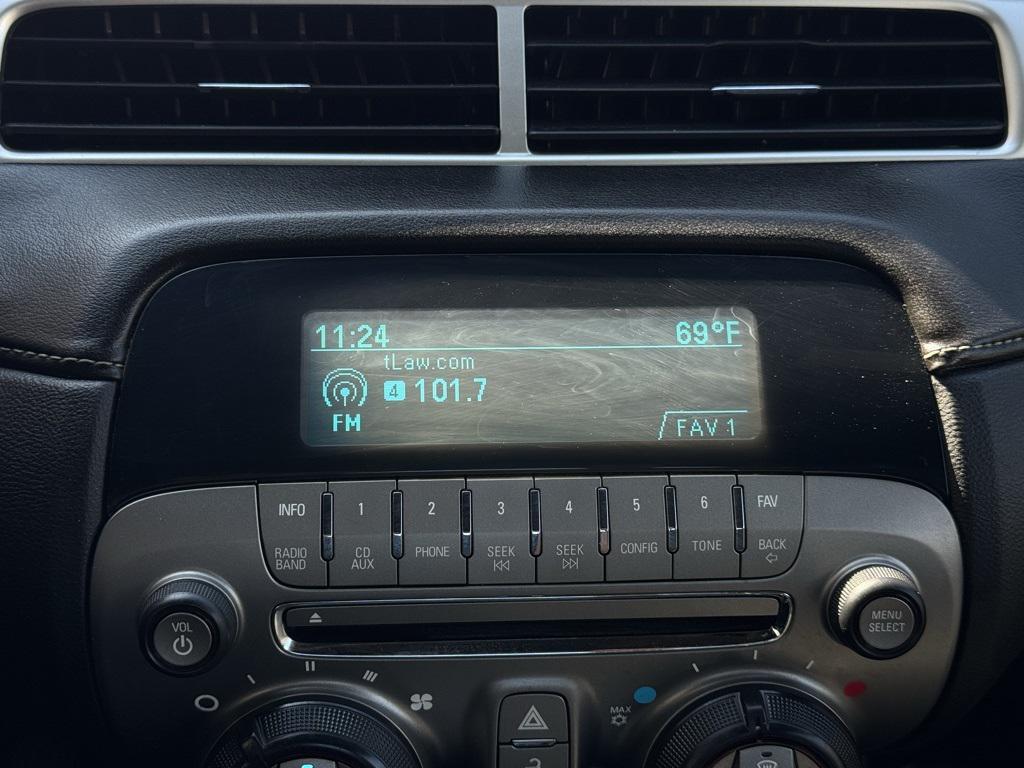 11:24 69°F
tLaw.com
4 101.7
FM
FAV 1
INFO 1 2 3 4 5 6 FAV
RADIO BAND CD AUX PHONE SEEK SEEK CONFIG TONE BACK
VOL
MENU
SELECT
MAX